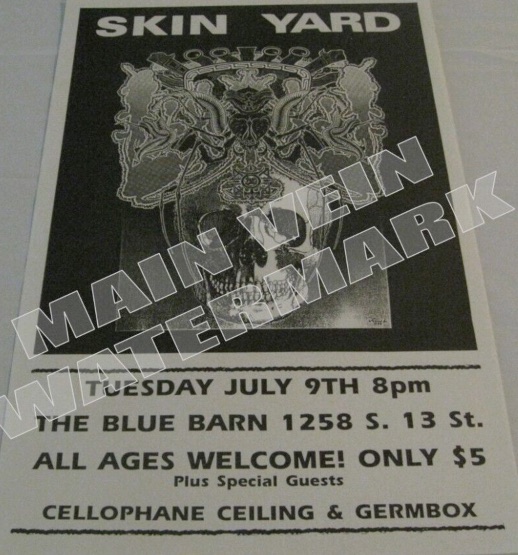 SKIN YARD
MAIN VEIN
WATERMARK
TUESDAY JULY 9TH 8pm
THE BLUE BARN 1258 S. 13 St.
ALL AGES WELCOME! ONLY $5
Plus Special Guests
CELLOPHANE CEILING & GERMBOX